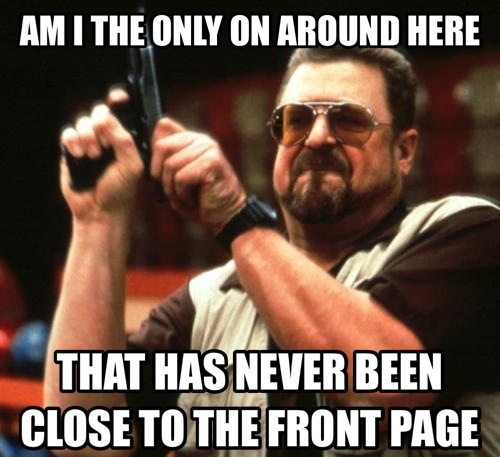 AM I THE ONLY ON AROUND HERE
THAT HAS NEVER BEEN
CLOSE TO THE FRONT PAGE